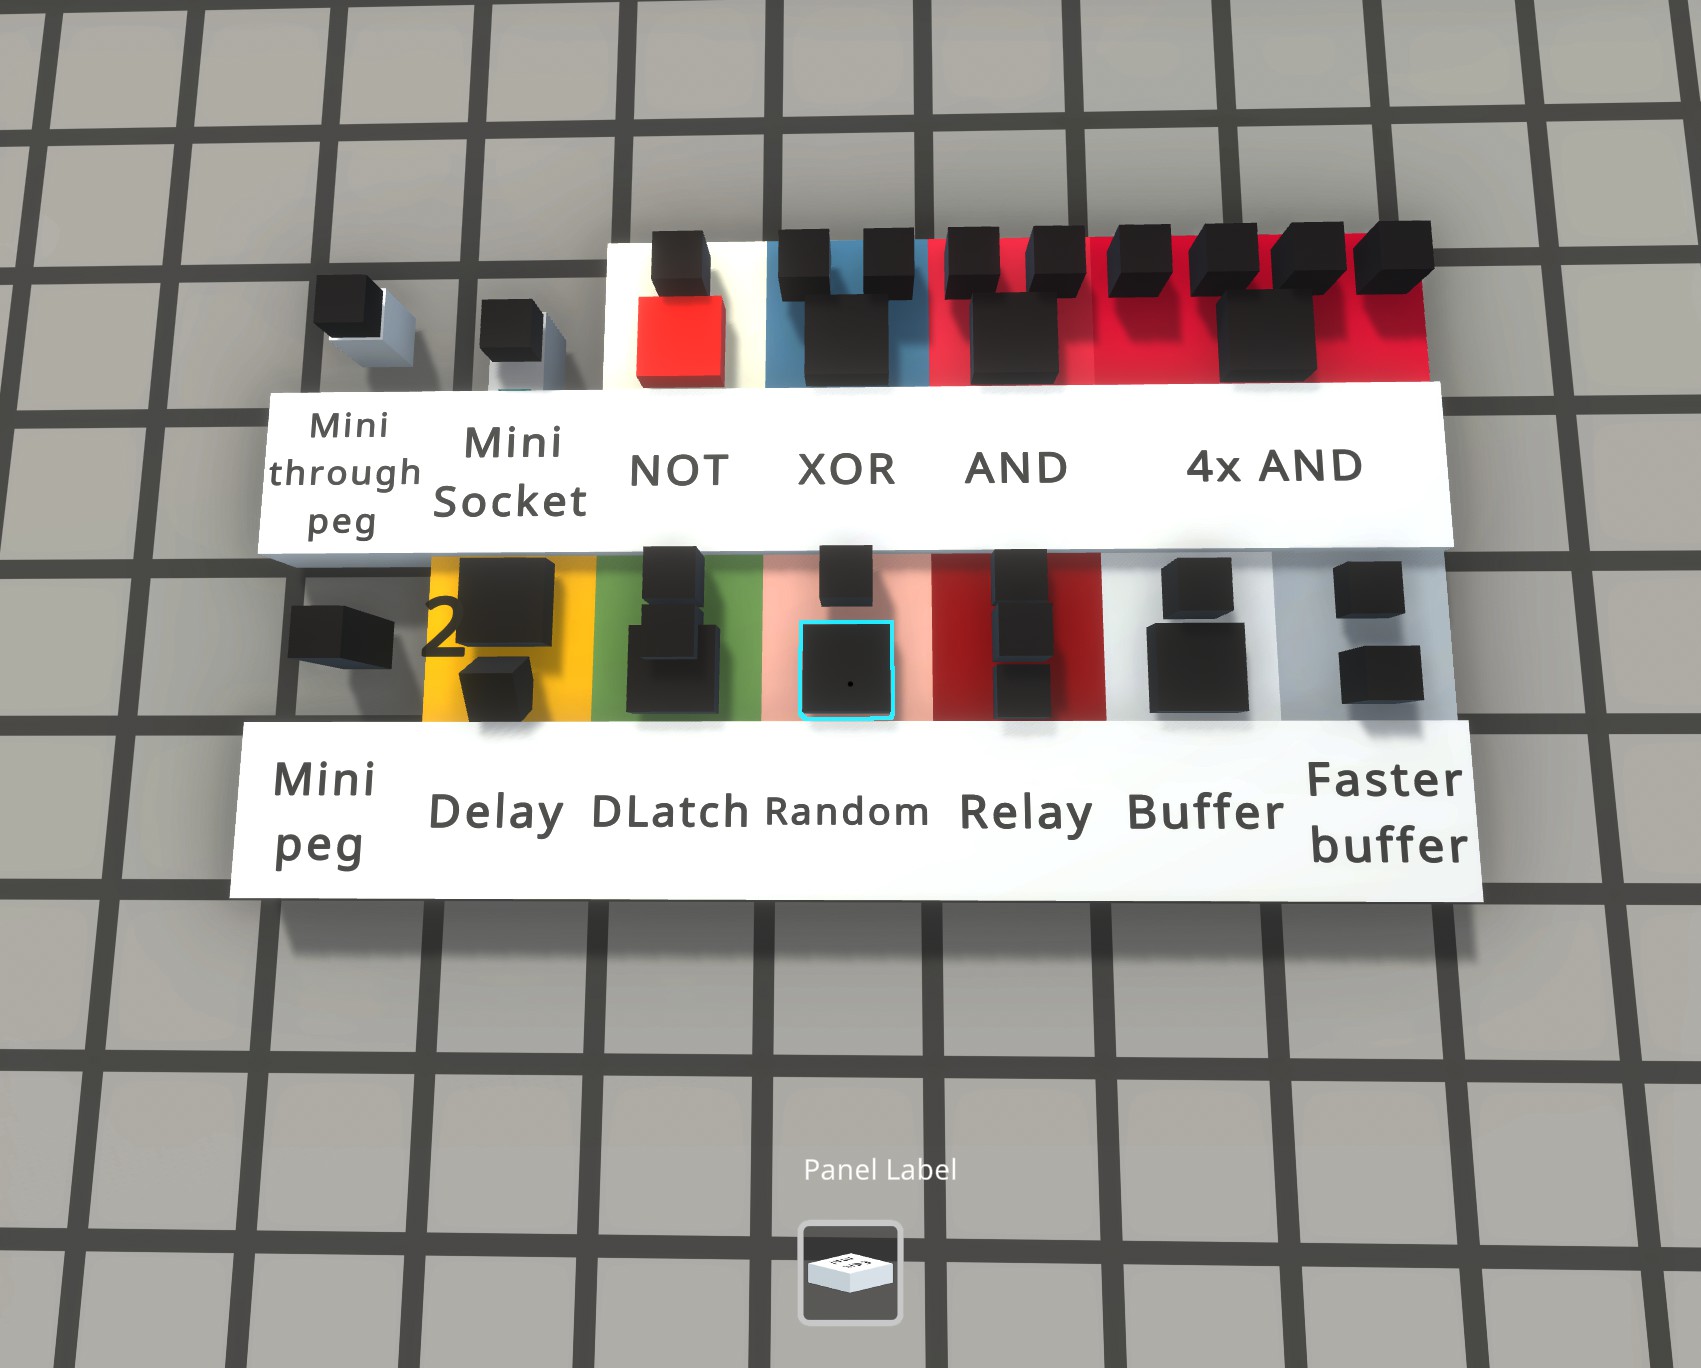 Mini
through
peg
Mini
Socket
NOT
XOR
AND
4x AND
2
Mini
peg
Delay
DLatch
Random
Relay
Buffer
Faster
buffer
Panel Label